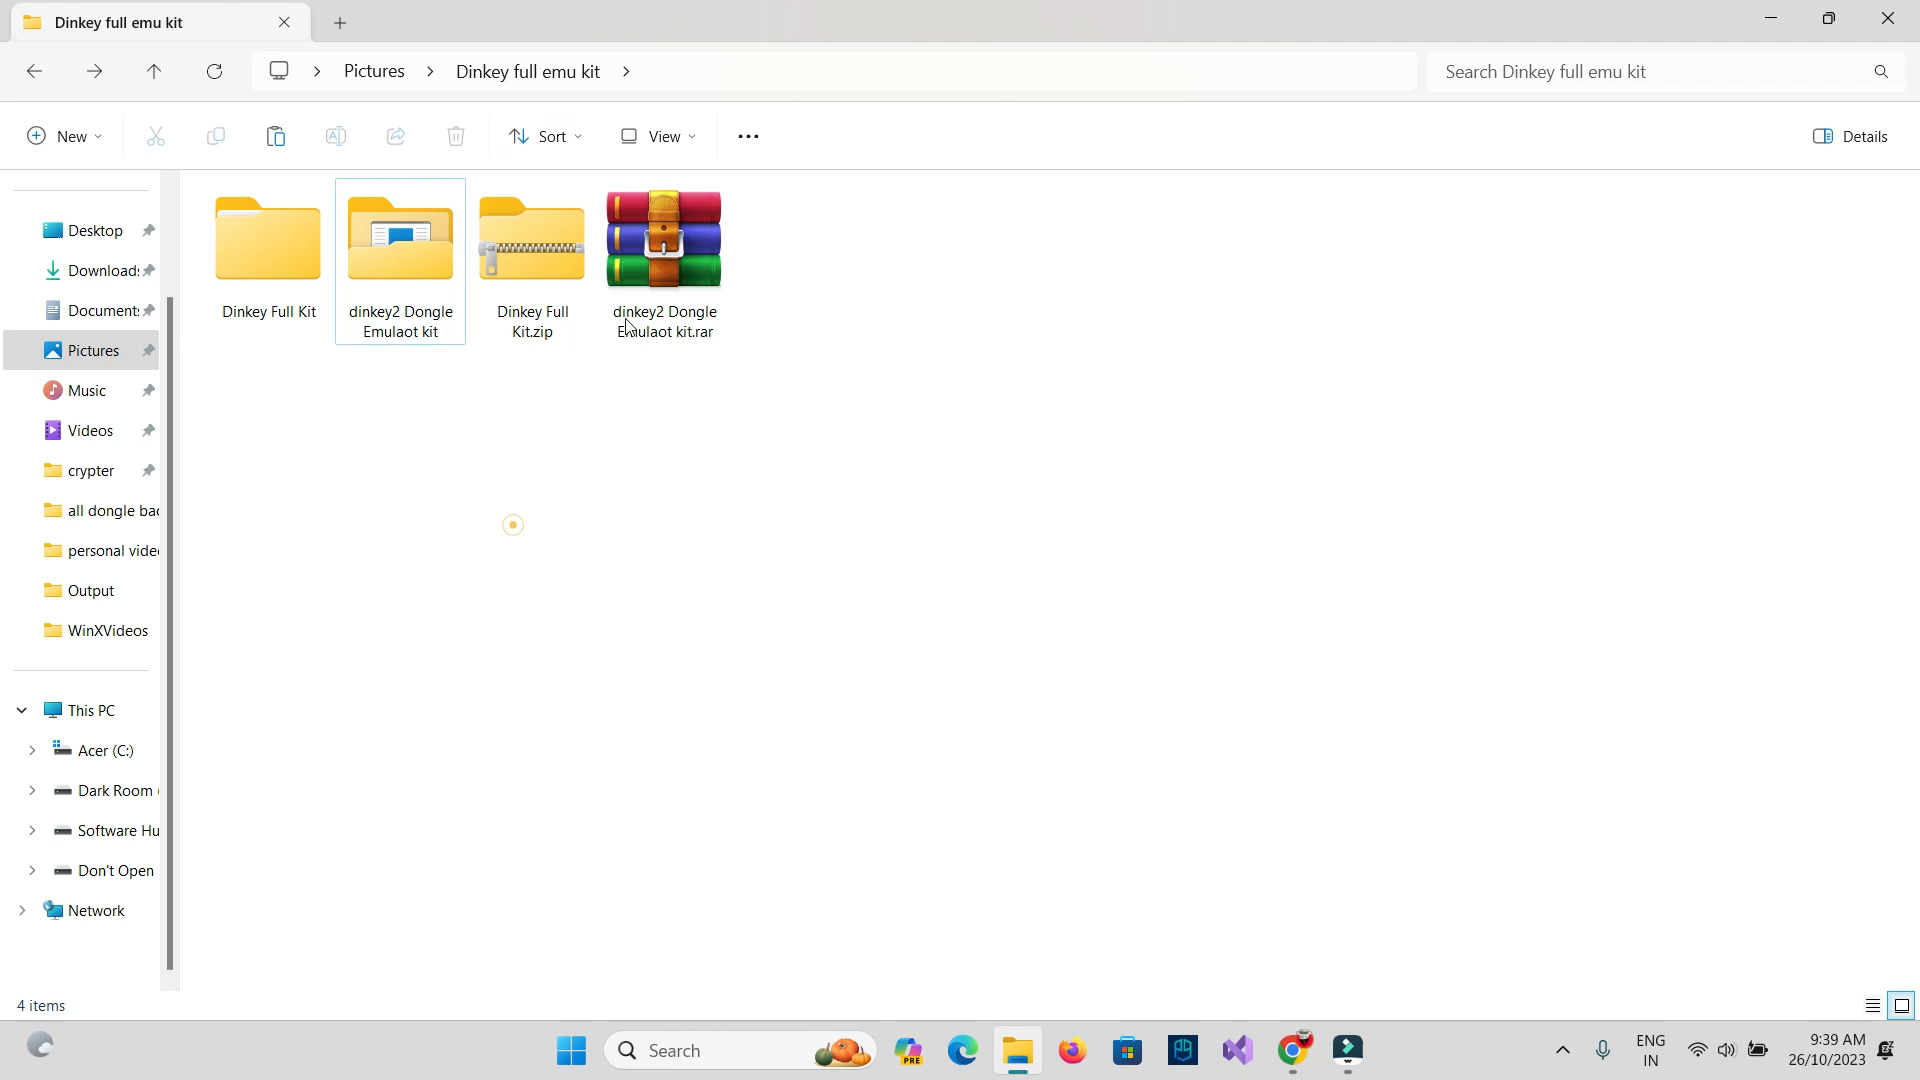 Dinkey full emu kit
Pictures
Dinkey full emu kit
Search Dinkey full emu kit
New
Sort
View
Details
Desktop
Download
Document
Pictures
Music
Videos
crypter
all dongle bac
personal vide
Output
WinXVideos
This PC
Acer (C:)
Dark Room
Software Hu
Don't Open
Network
Dinkey Full Kit
dinkey2 Dongle
Emulaot kit
Dinkey Full
Kit.zip
dinkey2 Dongle
Emulaot kit.rar
4 items
Search
PRE
ENG
IN
9:39 AM
26/10/2023